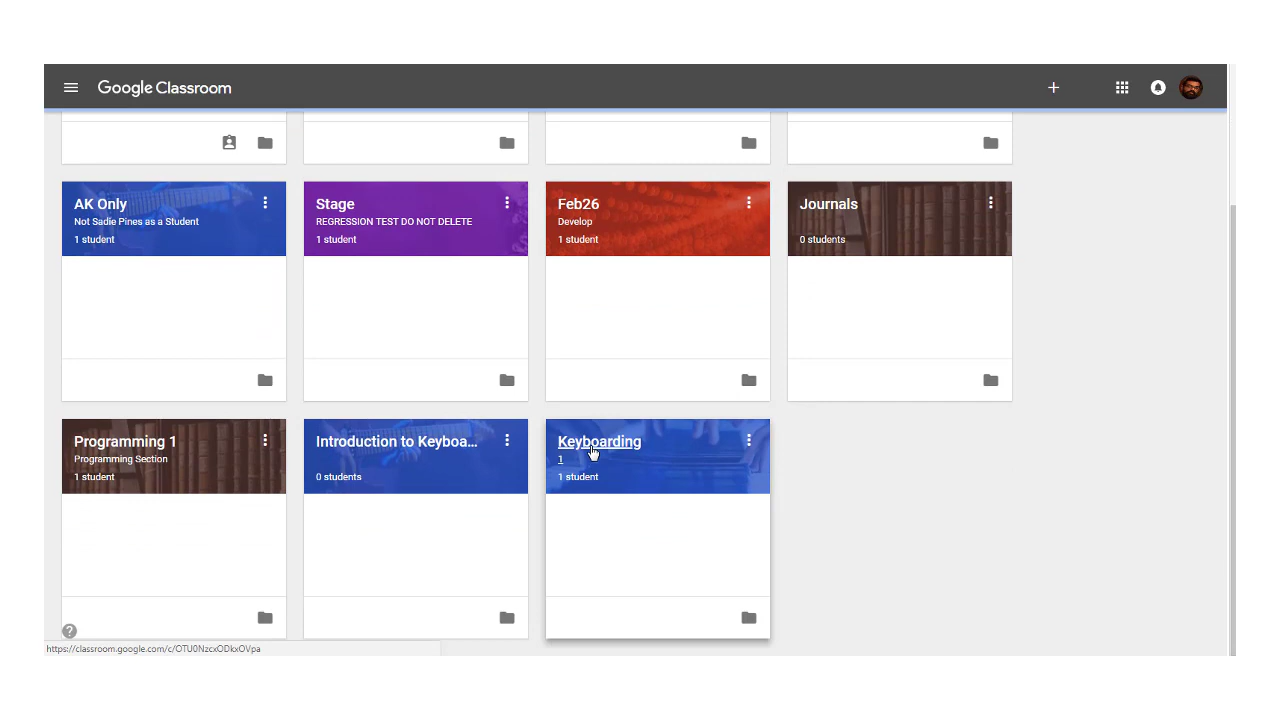 Google Classroom
AK Only
Not Sadie Pines as a Student
1 student
Stage
REGRESSION TEST DO NOT DELETE
1 student
Feb26
Develop
1 student
Journals
0 students
Programming 1
Programming Section
1 student
Introduction to Keyboa...
0 students
Keyboarding
1
1 student
https://classroom.google.com/c/OTU0NzcxODkxOVpa